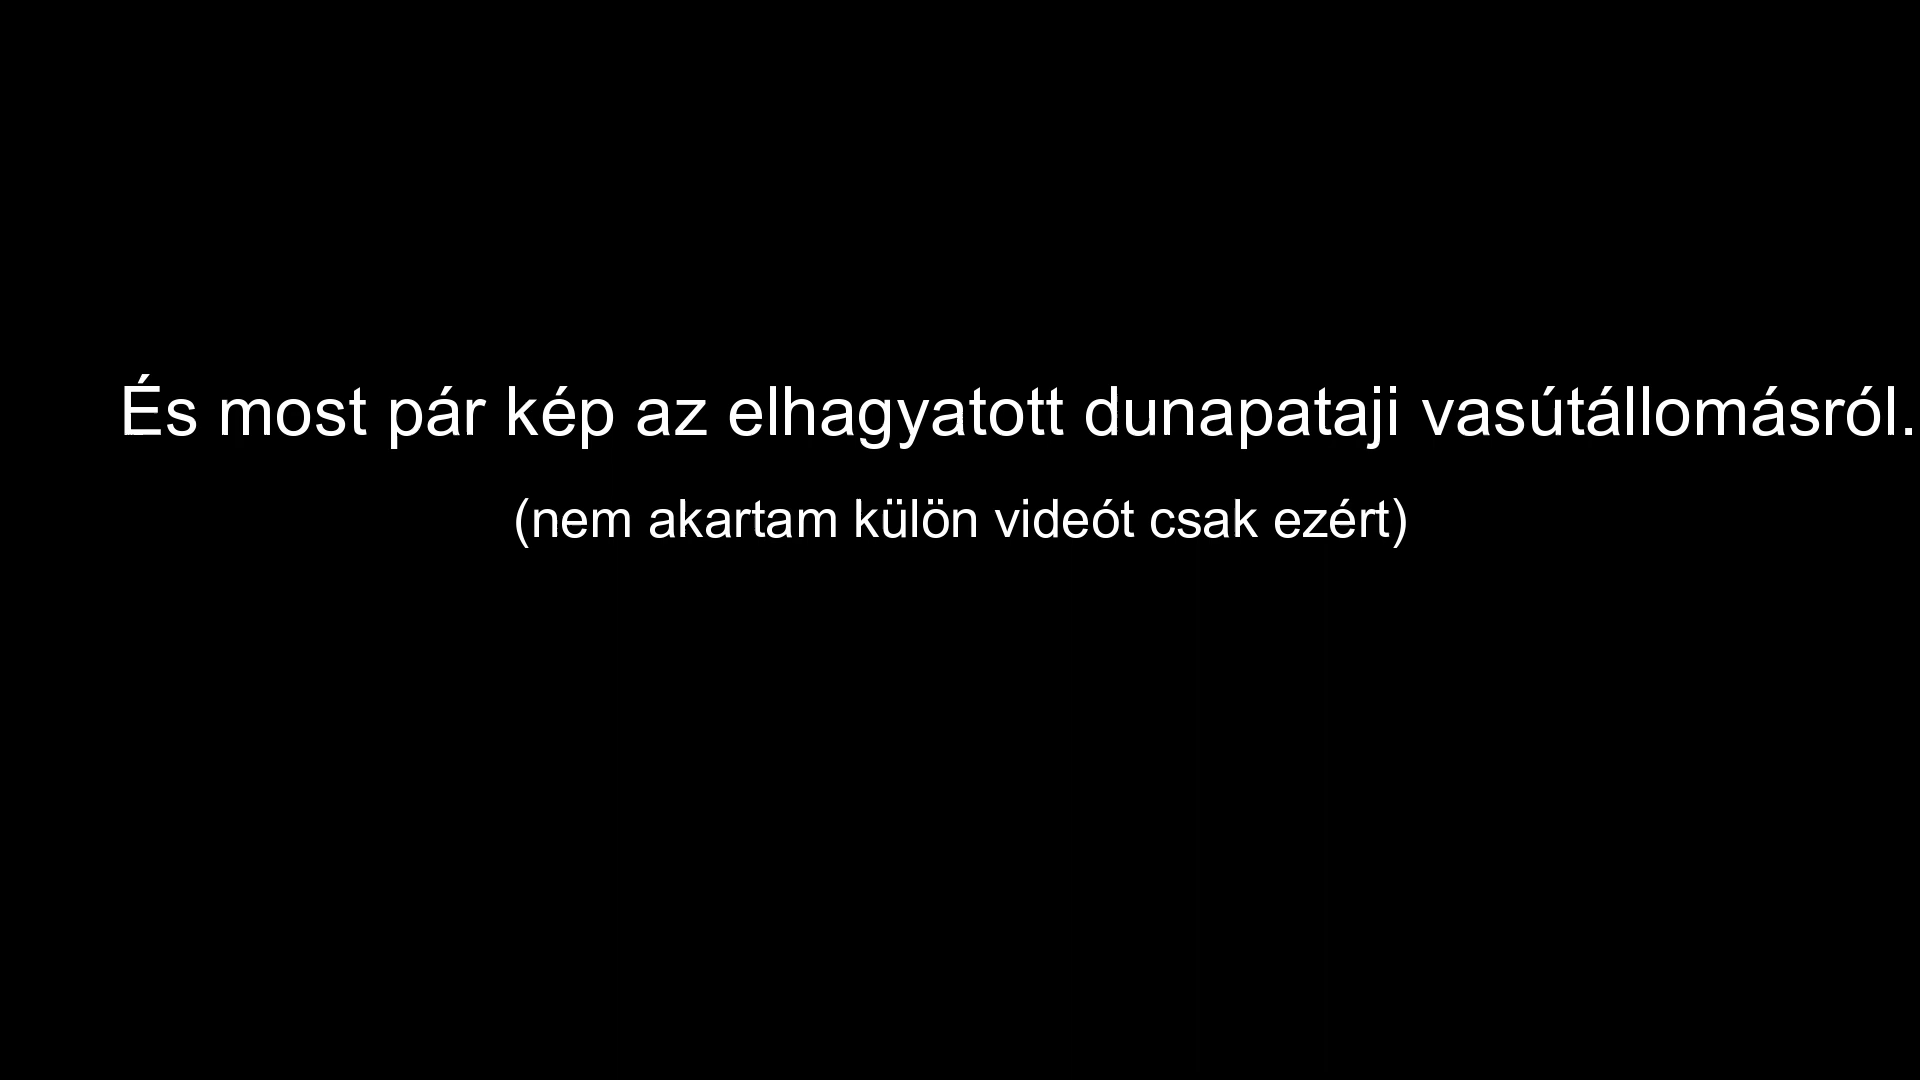 És most pár kép az elhagyatott dunapataji vasútállomásról.
(nem akartam külön videót csak ezért)